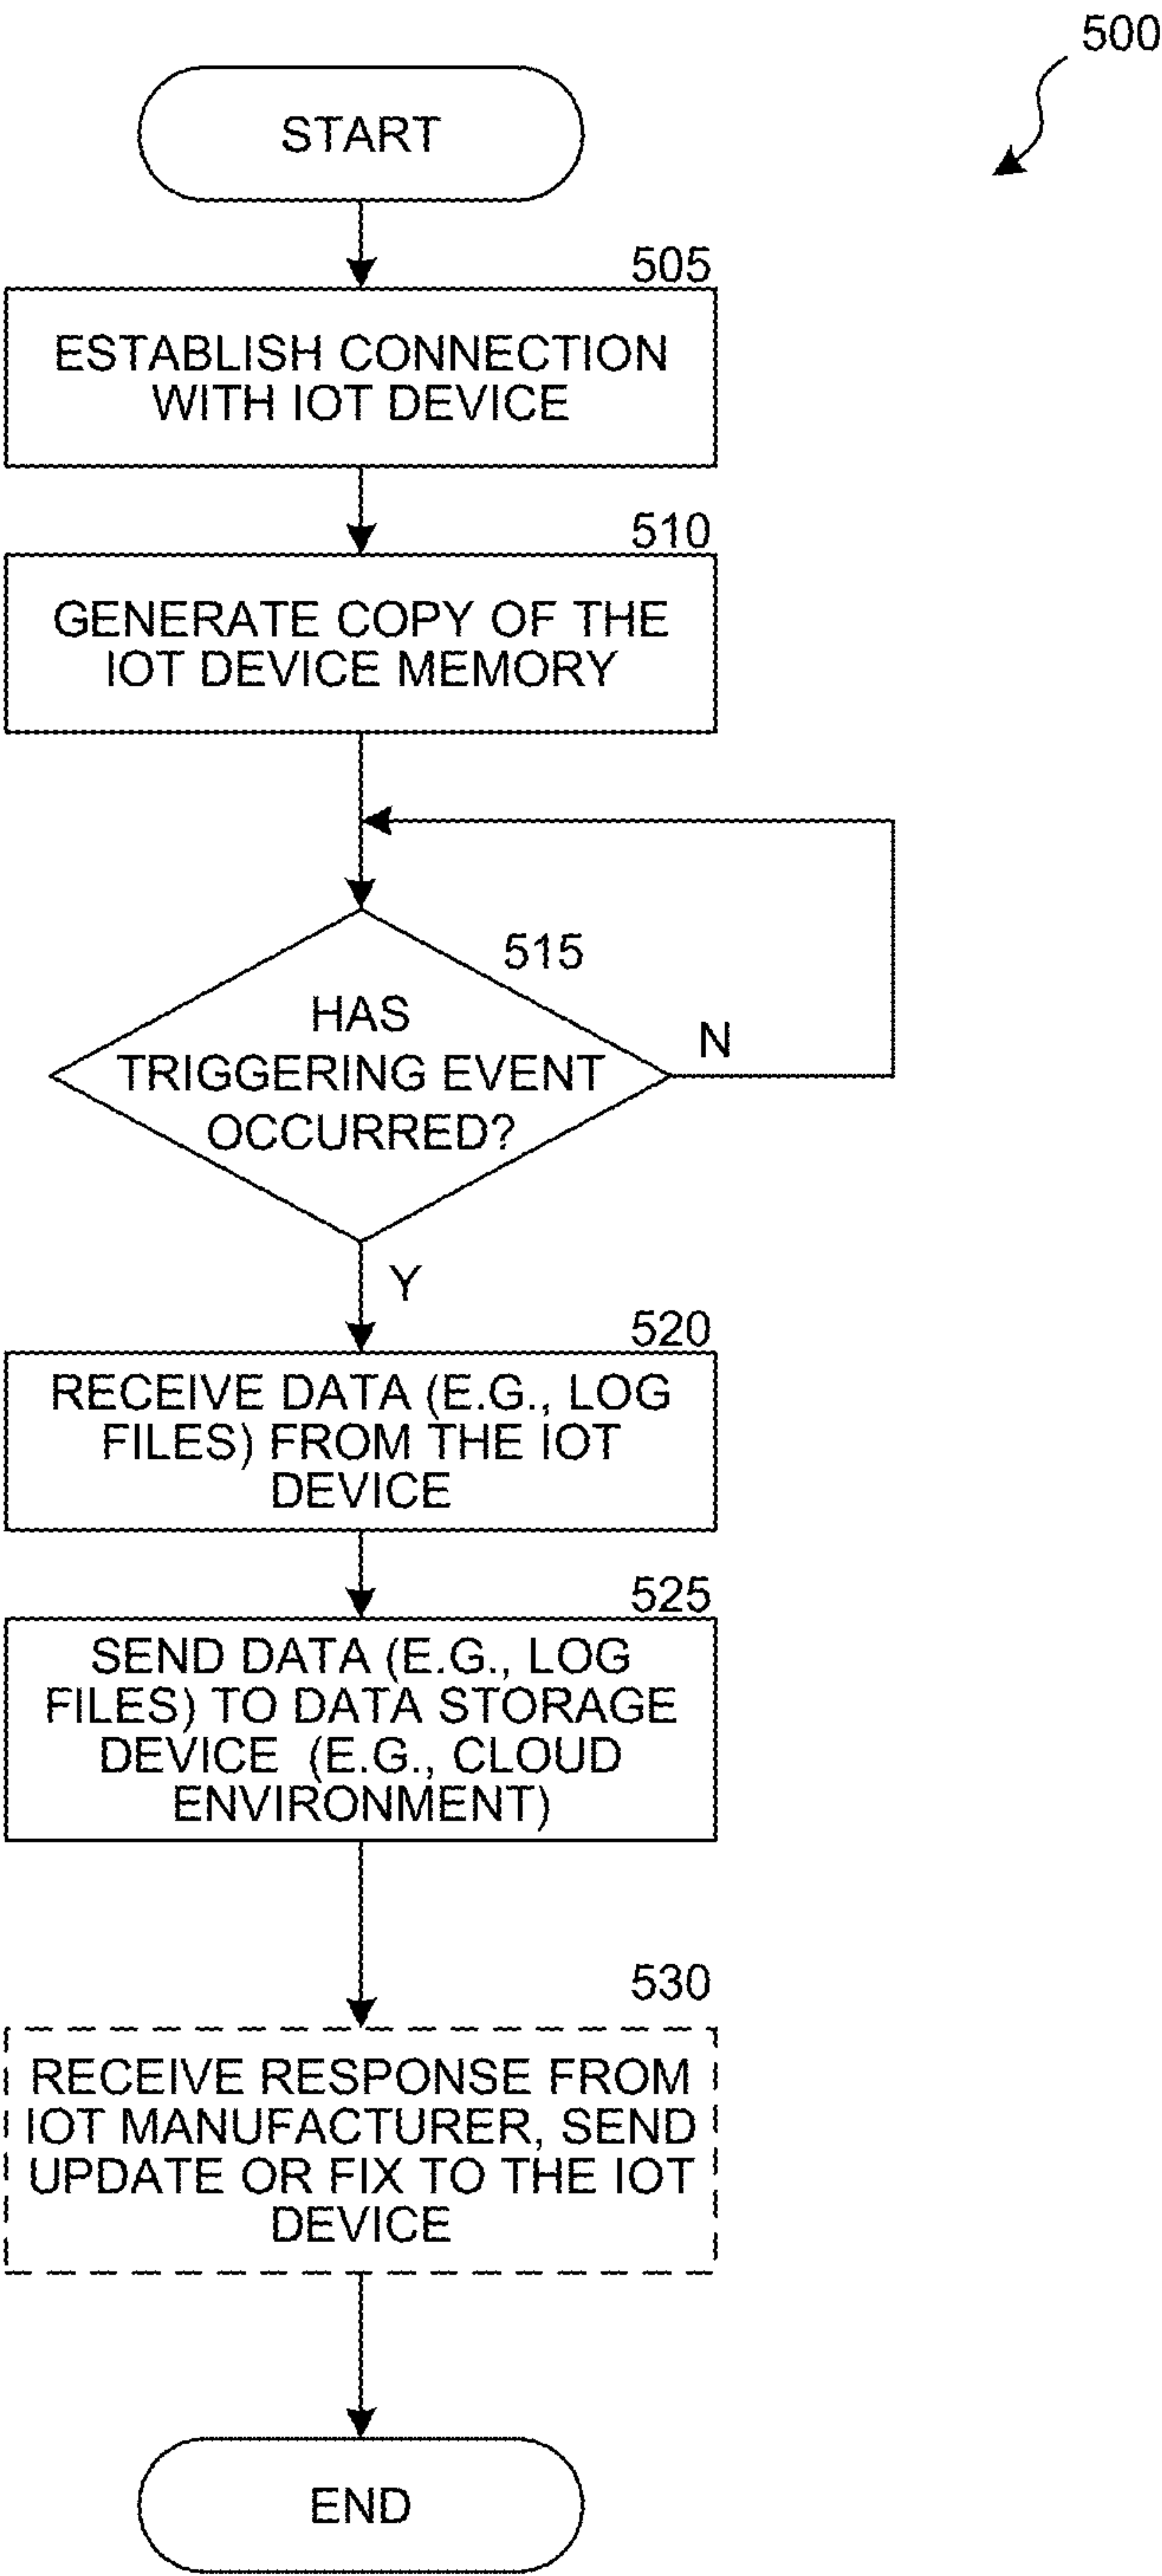 500
START
505
ESTABLISH CONNECTION
WITH IOT DEVICE
510
GENERATE COPY OF THE
IOT DEVICE MEMORY
515
HAS
TRIGGERING EVENT
OCCURRED?
N
Y
520
RECEIVE DATA (E.G., LOG
FILES) FROM THE IOT
DEVICE
525
SEND DATA (E.G., LOG
FILES) TO DATA STORAGE
DEVICE (E.G., CLOUD
ENVIRONMENT)
530
RECEIVE RESPONSE FROM
IOT MANUFACTURER, SEND
UPDATE OR FIX TO THE IOT
DEVICE
END